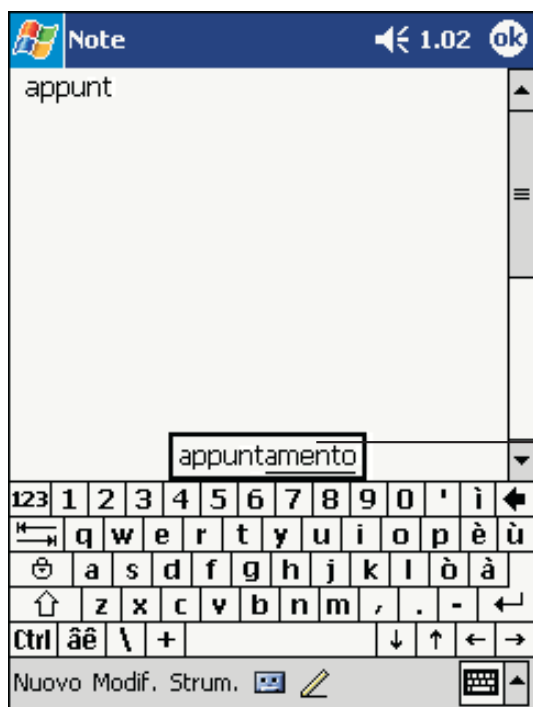 Note 1.02 ok
appunt
appuntamento
123 1 2 3 4 5 6 7 8 9 0 ' ì
q w e r t y u i o p è ù
a s d f g h j k l ò à
z x c v b n m , . -
Ctrl âê \ +
Nuovo Modif. Strum.